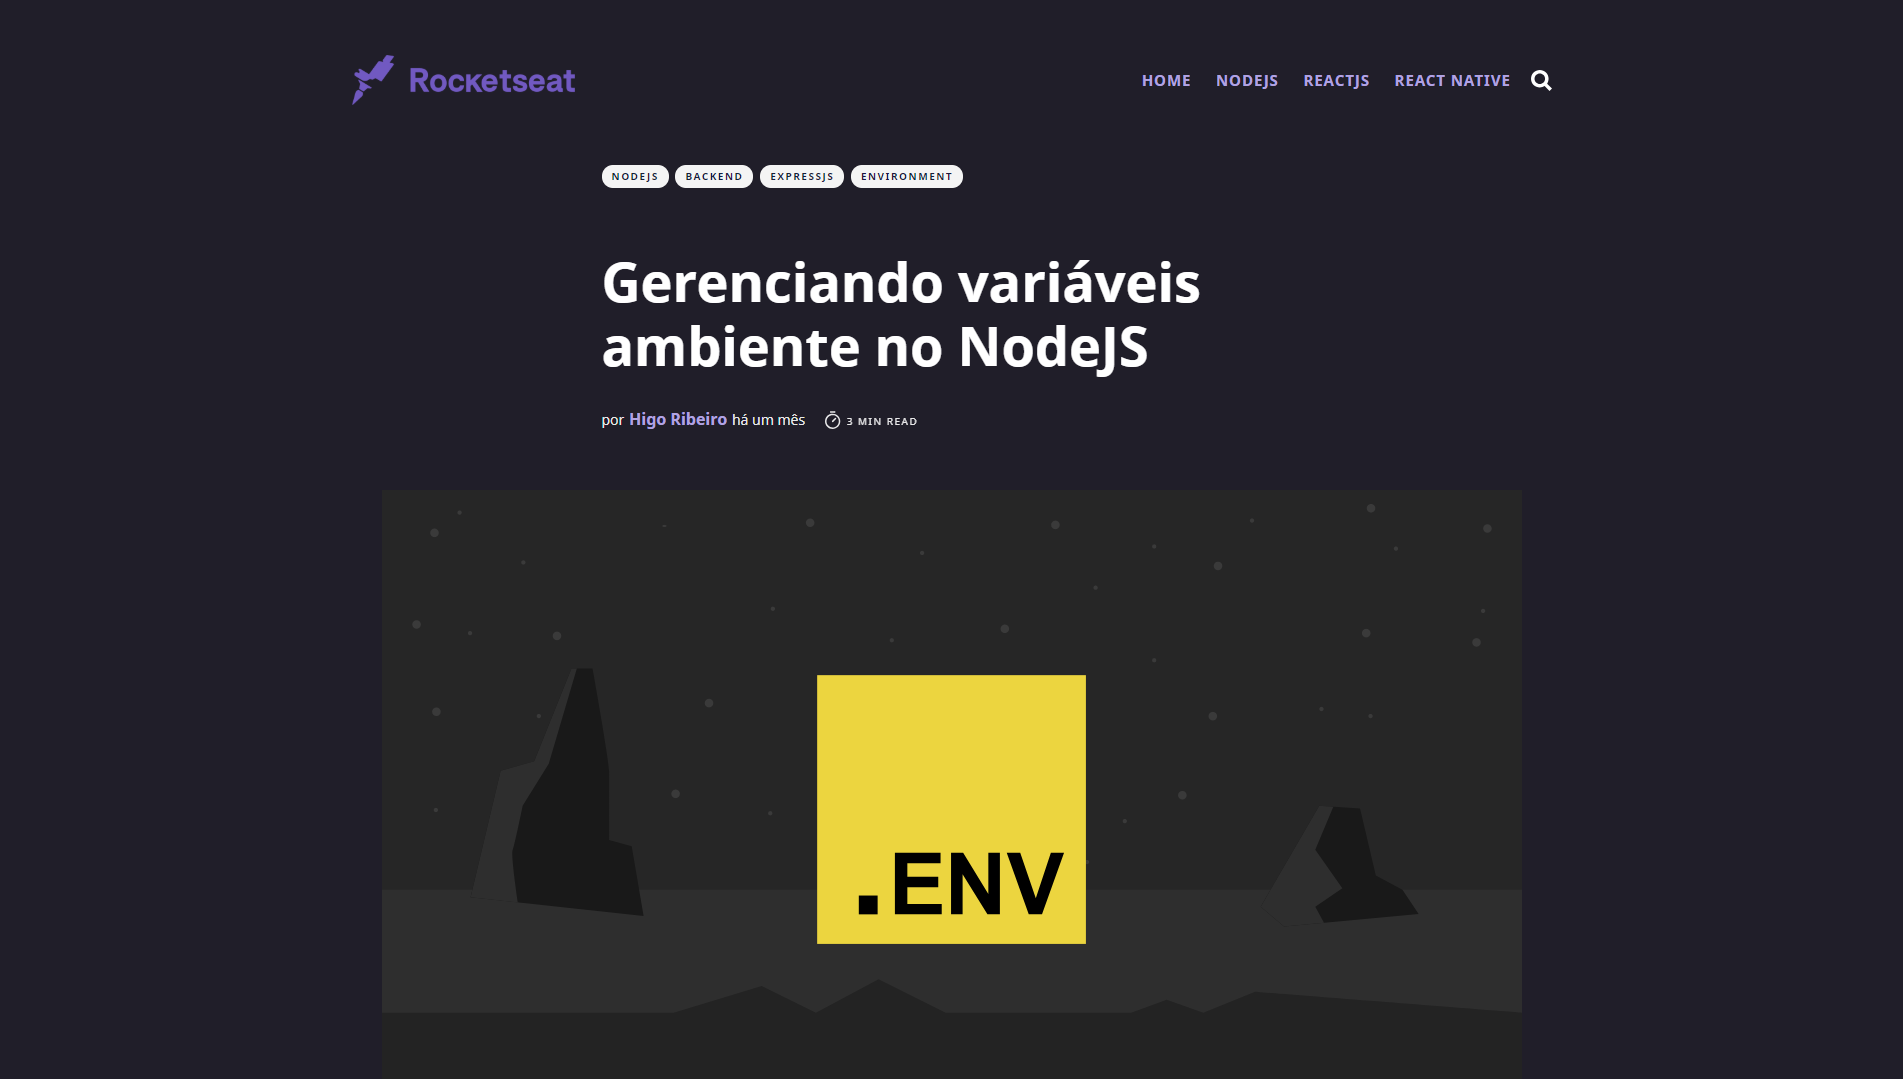 Rocketseat
HOME NODEJS REACTJS REACT NATIVE
NODEJS BACKEND EXPRESSJS ENVIRONMENT
Gerenciando variáveis
ambiente no NodeJS
por Higo Ribeiro há um mês 3 MIN READ
.ENV